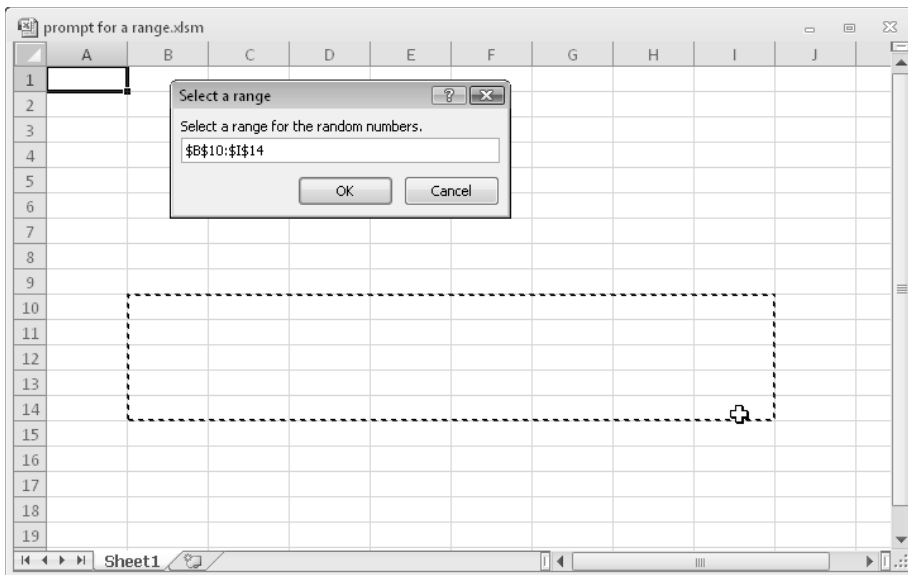 prompt for a range.xlsm
A B C D E F G H I J
1
2
3
4
5
6
7
8
9
10
11
12
13
14
15
16
17
18
19
Select a range
Select a range for the random numbers.
$B$10:$I$14
OK Cancel
Sheet1